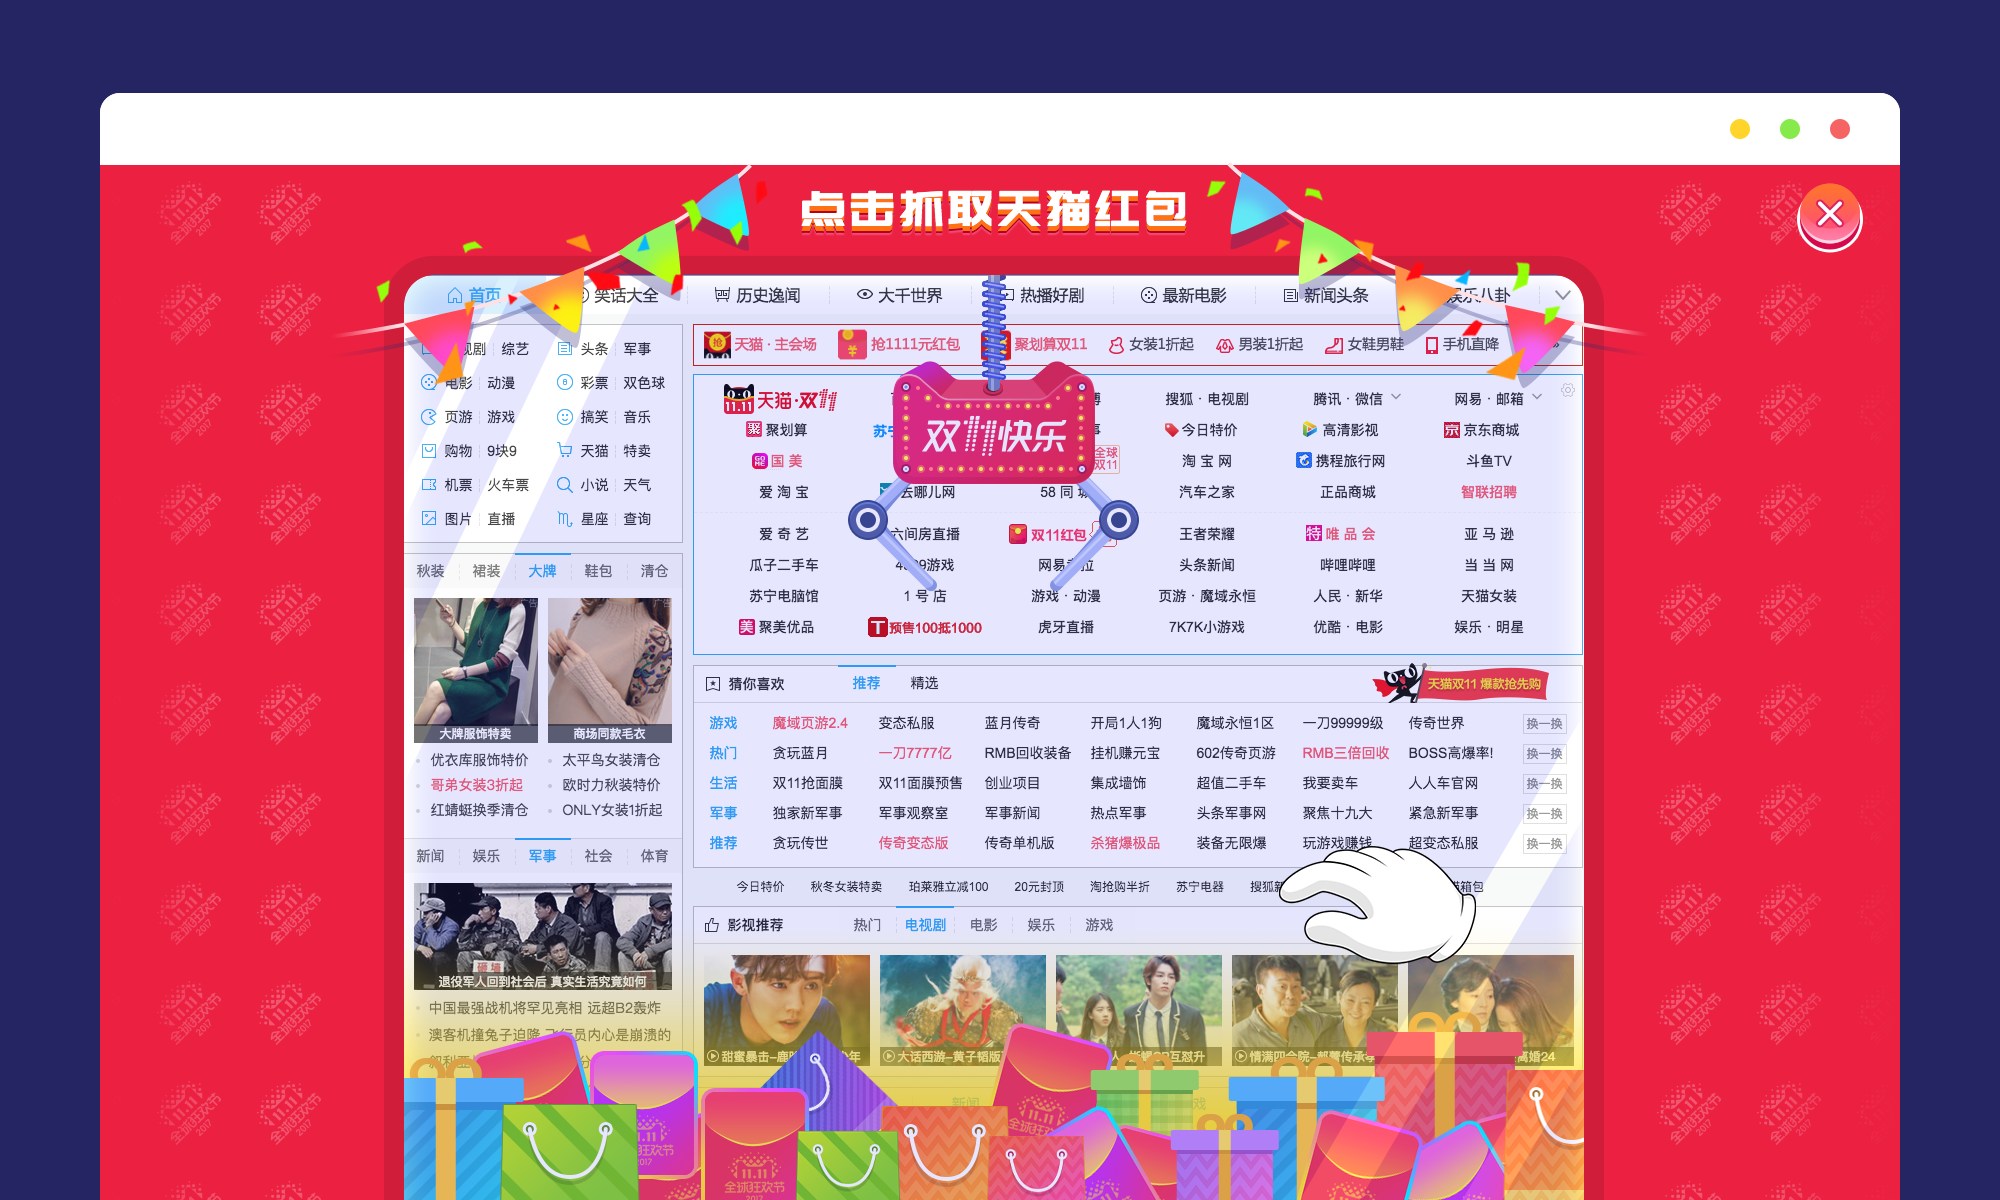 点击抓取天猫红包
首页
笑话大全
历史逸闻
大千世界
热播好剧
最新电影
新闻头条
娱乐八卦
视剧 综艺 头条 军事
电影 动漫 彩票 双色球
页游 游戏 搞笑 音乐
购物 9块9 天猫 特卖
机票 火车票 小说 天气
图片 直播 星座 查询
抢 天猫 · 主会场 抢1111元红包 聚划算双11 女装1折起 男装1折起 女鞋男鞋 手机直降
11.11 天猫·双11 搜狐 · 电视剧 腾讯 · 微信 网易 · 邮箱
聚 聚划算 苏宁 今日特价 高清影视 京 京东商城
国 美 全球双11 淘 宝 网 携程旅行网 斗鱼TV
爱 淘 宝 去哪儿网 58 同 城 汽车之家 正品商城 智联招聘
双11快乐
爱 奇 艺 六间房直播 双11红包 王者荣耀 特 唯 品 会 亚 马 逊
瓜子二手车 游戏 网易 头条新闻 哔哩哔哩 当 当 网
苏宁电脑馆 1 号 店 游戏 · 动漫 页游 · 魔域永恒 人民 · 新华 天猫女装
美 聚美优品 T 预售100抵1000 虎牙直播 7K7K小游戏 优酷 · 电影 娱乐 · 明星
秋装 裙装 大牌 鞋包 清仓
大牌服饰特卖 商场同款毛衣
优衣库服饰特价 太平鸟女装清仓
哥弟女装3折起 欧时力秋装特价
红蜻蜓换季清仓 ONLY女装1折起
猜你喜欢 推荐 精选 天猫双11 爆款抢先购
游戏 魔域页游2.4 变态私服 蓝月传奇 开局1人1狗 魔域永恒1区 一刀99999级 传奇世界 换一换
热门 贪玩蓝月 一刀7777亿 RMB回收装备 挂机赚元宝 602传奇页游 RMB三倍回收 BOSS高爆率! 换一换
生活 双11抢面膜 双11面膜预售 创业项目 集成墙饰 超值二手车 我要卖车 人人车官网 换一换
军事 独家新军事 军事观察室 军事新闻 热点军事 头条军事网 聚焦十九大 紧急新军事 换一换
推荐 贪玩传世 传奇变态版 传奇单机版 杀猪爆极品 装备无限爆 玩游戏赚钱 超变态私服 换一换
今日特价 秋冬女装特卖 珀莱雅立减100 20元封顶 淘抢购半折 苏宁电器 搜狐新 箱包
新闻 娱乐 军事 社会 体育
退役军人回到社会后 真实生活究竟如何
中国最强战机将罕见亮相 远超B2轰炸
澳客机撞兔子迫降 飞行员内心是崩溃的
影视推荐 热门 电视剧 电影 娱乐 游戏
甜蜜暴击-鹿 年
大话西游-黄子韬版
互怼升
情满四合院-
离婚24
新闻
11.11
全球狂欢节
2017